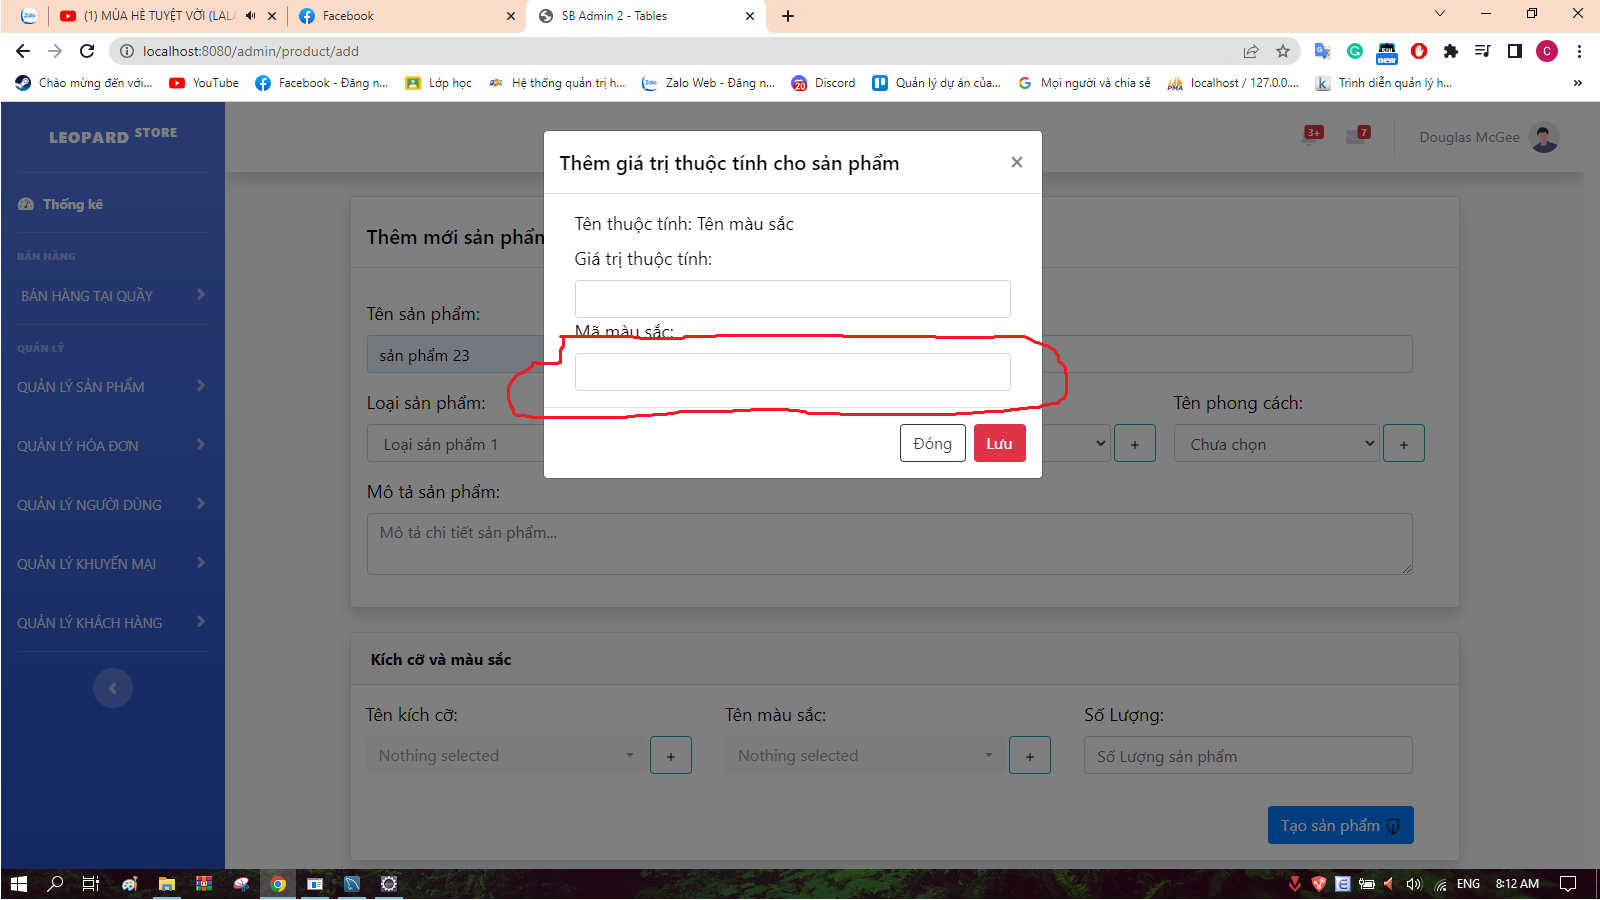 (1) MÙA HÈ TUYỆT VỜI (LALA
Facebook
SB Admin 2 - Tables
localhost:8080/admin/product/add
new
C
Chào mừng đến với...
YouTube
Facebook - Đăng n...
Lớp học
Hệ thống quản trị h...
Zalo
Zalo Web - Đăng n...
20
Discord
Quản lý dự án của...
Mọi người và chia sẻ
PMA
localhost / 127.0.0....
k
Trình diễn quản lý h...
»
LEOPARD STORE
3+
7
Douglas McGee
Thống kê
BÁN HÀNG
BÁN HÀNG TẠI QUẦY
QUẢN LÝ
QUẢN LÝ SẢN PHẨM
QUẢN LÝ HÓA ĐƠN
QUẢN LÝ NGƯỜI DÙNG
QUẢN LÝ KHUYẾN MẠI
QUẢN LÝ KHÁCH HÀNG
Thêm giá trị thuộc tính cho sản phẩm
×
Tên thuộc tính: Tên màu sắc
Giá trị thuộc tính:
Mã màu sắc:
Đóng
Lưu
Thêm mới sản phẩm
Tên sản phẩm:
sản phẩm 23
Loại sản phẩm:
Loại sản phẩm 1
+
Tên phong cách:
Chưa chọn
+
Mô tả sản phẩm:
Mô tả chi tiết sản phẩm...
Kích cỡ và màu sắc
Tên kích cỡ:
Tên màu sắc:
Số Lượng:
Nothing selected
+
Nothing selected
+
Số Lượng sản phẩm
Tạo sản phẩm
ENG
8:12 AM